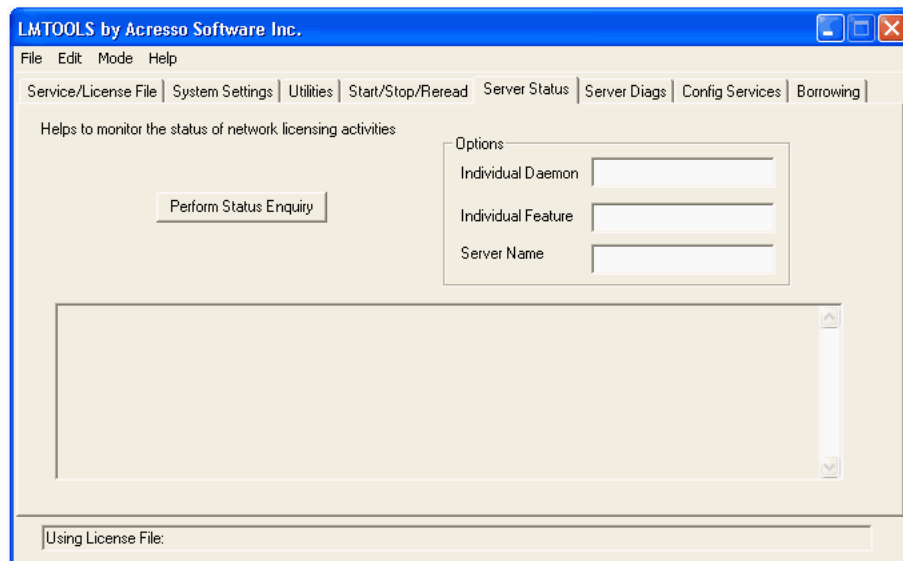 LMTOOLS by Acresso Software Inc.
File Edit Mode Help
Service/License File System Settings Utilities Start/Stop/Reread Server Status Server Diags Config Services Borrowing
Helps to monitor the status of network licensing activities
Options
Individual Daemon
Perform Status Enquiry
Individual Feature
Server Name
Using License File: